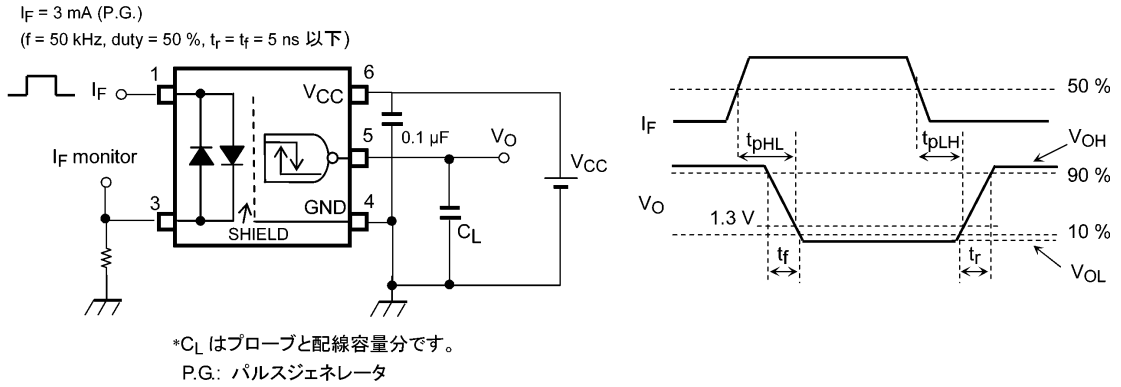 IF = 3 mA (P.G.)
(f = 50 kHz, duty = 50 %, tr = tf = 5 ns 以下)
IF
1
6
VCC
5
0.1 μF
VO
VCC
IF monitor
3
GND
4
SHIELD
CL
*CL はプローブと配線容量分です。
P.G.: パルスジェネレータ
50 %
IF
tpHL
tpLH
VOH
90 %
VO
1.3 V
10 %
tf
tr
VOL